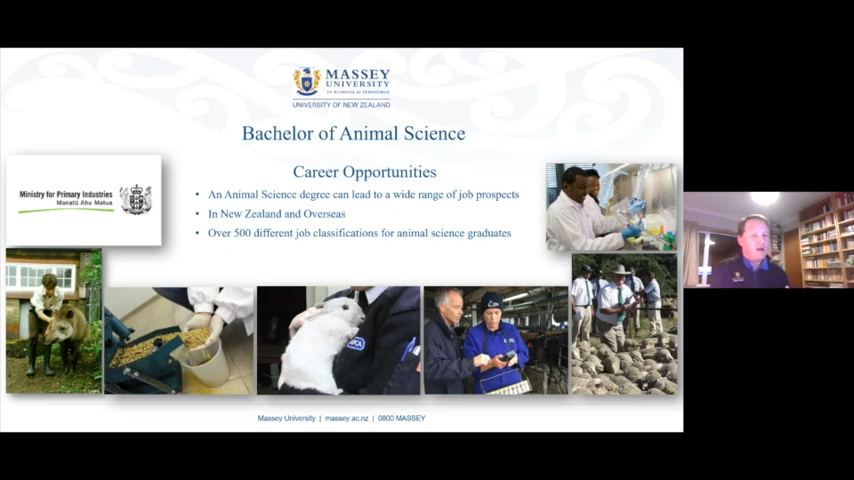 MASSEY
UNIVERSITY
TE KUNENGA KI PŪREHUROA
UNIVERSITY OF NEW ZEALAND
Bachelor of Animal Science
Career Opportunities
• An Animal Science degree can lead to a wide range of job prospects
• In New Zealand and Overseas
• Over 500 different job classifications for animal science graduates
Ministry for Primary Industries
Manatū Ahu Matua
Massey University | massey.ac.nz | 0800 MASSEY